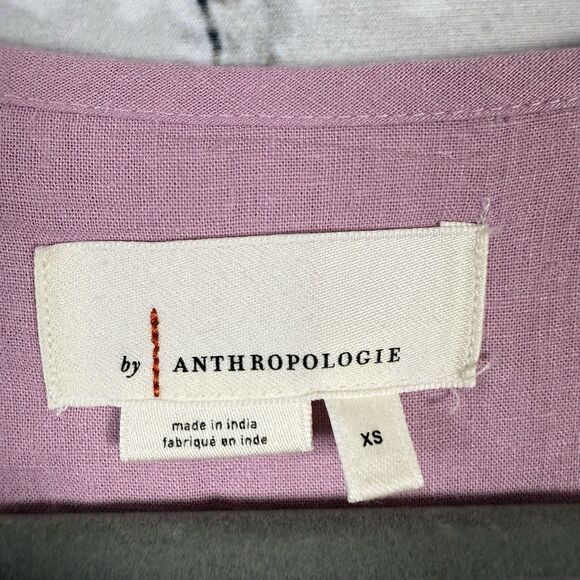 by ANTHROPOLOGIE
made in india
fabriqué en inde
XS